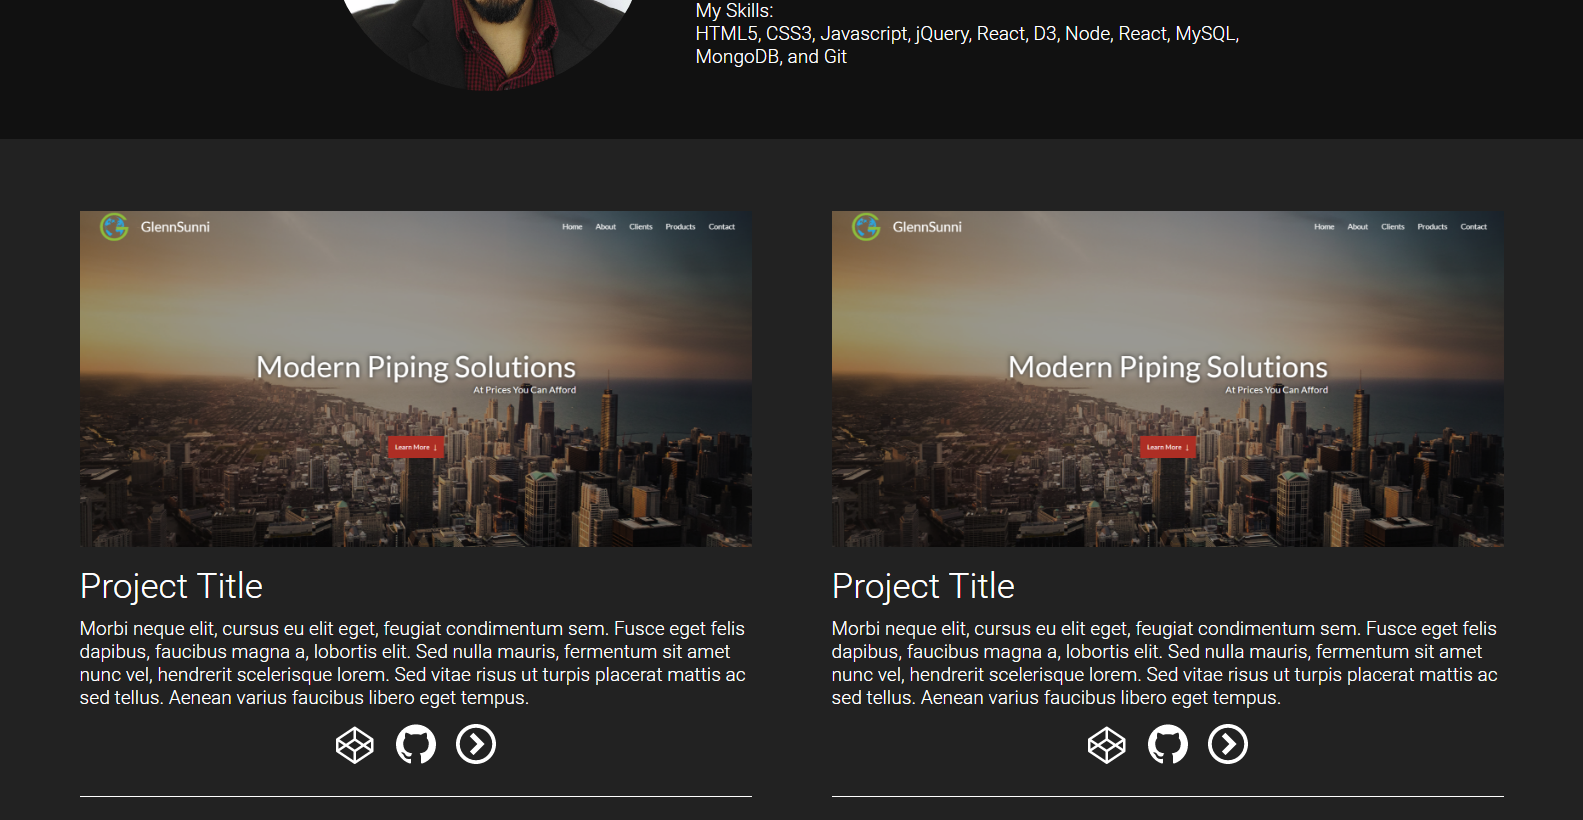 My Skills:
HTML5, CSS3, Javascript, jQuery, React, D3, Node, React, MySQL,
MongoDB, and Git
GlennSunni
Home About Clients Products Contact
Modern Piping Solutions
At Prices You Can Afford
Learn More ↓
Project Title
Morbi neque elit, cursus eu elit eget, feugiat condimentum sem. Fusce eget felis
dapibus, faucibus magna a, lobortis elit. Sed nulla mauris, fermentum sit amet
nunc vel, hendrerit scelerisque lorem. Sed vitae risus ut turpis placerat mattis ac
sed tellus. Aenean varius faucibus libero eget tempus.
GlennSunni
Home About Clients Products Contact
Modern Piping Solutions
At Prices You Can Afford
Learn More ↓
Project Title
Morbi neque elit, cursus eu elit eget, feugiat condimentum sem. Fusce eget felis
dapibus, faucibus magna a, lobortis elit. Sed nulla mauris, fermentum sit amet
nunc vel, hendrerit scelerisque lorem. Sed vitae risus ut turpis placerat mattis ac
sed tellus. Aenean varius faucibus libero eget tempus.